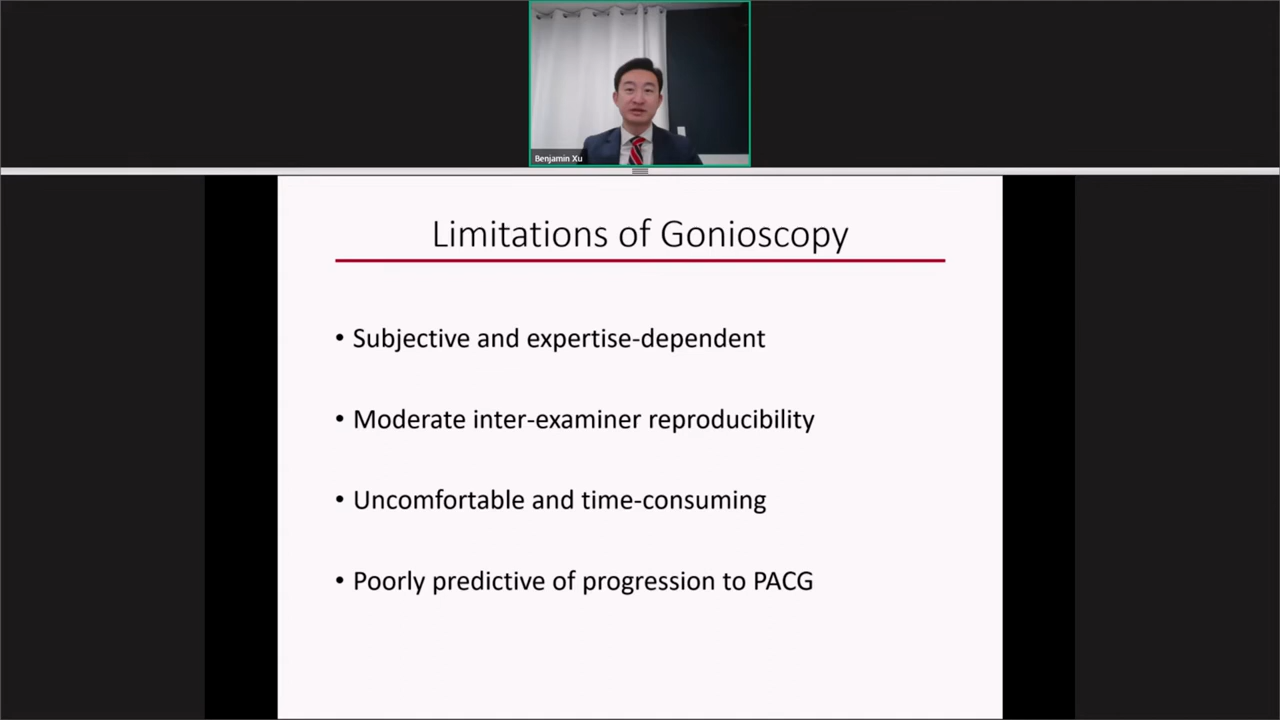 Benjamin Xu
Limitations of Gonioscopy
• Subjective and expertise-dependent
• Moderate inter-examiner reproducibility
• Uncomfortable and time-consuming
• Poorly predictive of progression to PACG